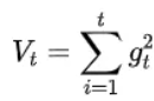 $V_t = \sum_{i=1}^{t} g_t^2$